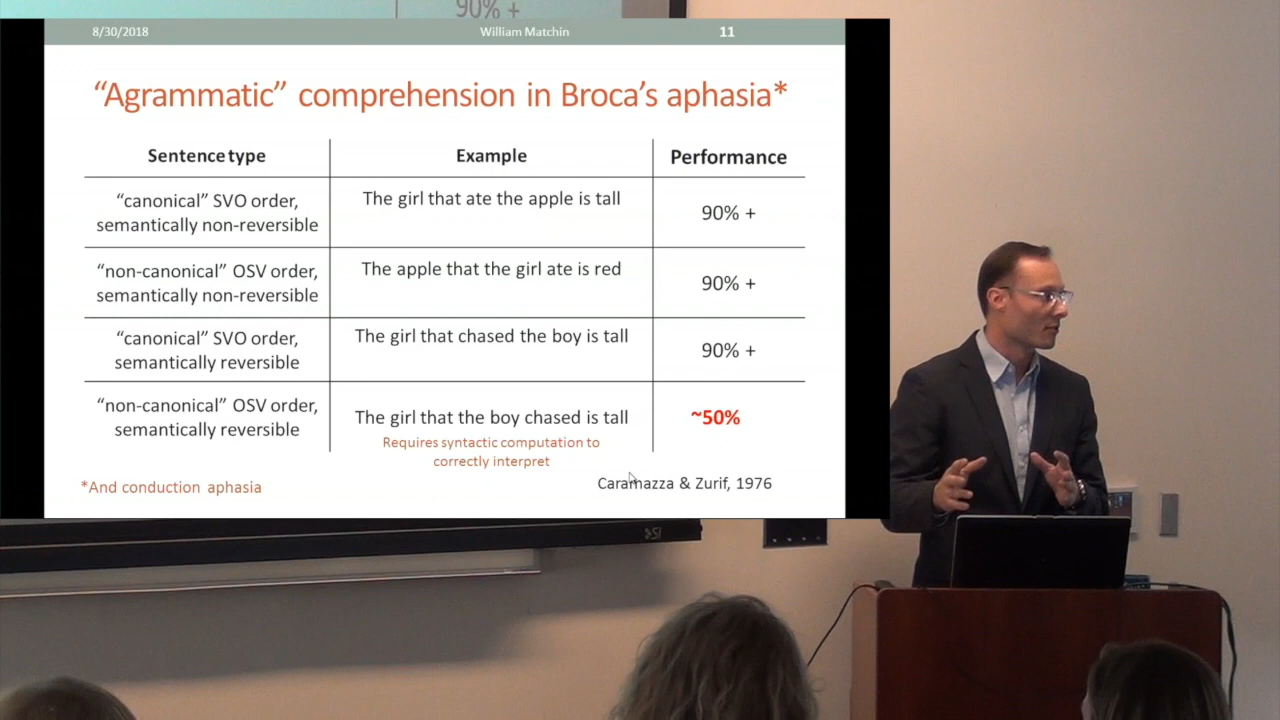 90% +
8/30/2018 William Matchin 11
“Agrammatic” comprehension in Broca’s aphasia*
Sentence type Example Performance
“canonical” SVO order,
semantically non-reversible
The girl that ate the apple is tall
90% +
“non-canonical” OSV order,
semantically non-reversible
The apple that the girl ate is red
90% +
“canonical” SVO order,
semantically reversible
The girl that chased the boy is tall
90% +
“non-canonical” OSV order,
semantically reversible
The girl that the boy chased is tall
Requires syntactic computation to
correctly interpret
~50%
*And conduction aphasia
Caramazza & Zurif, 1976